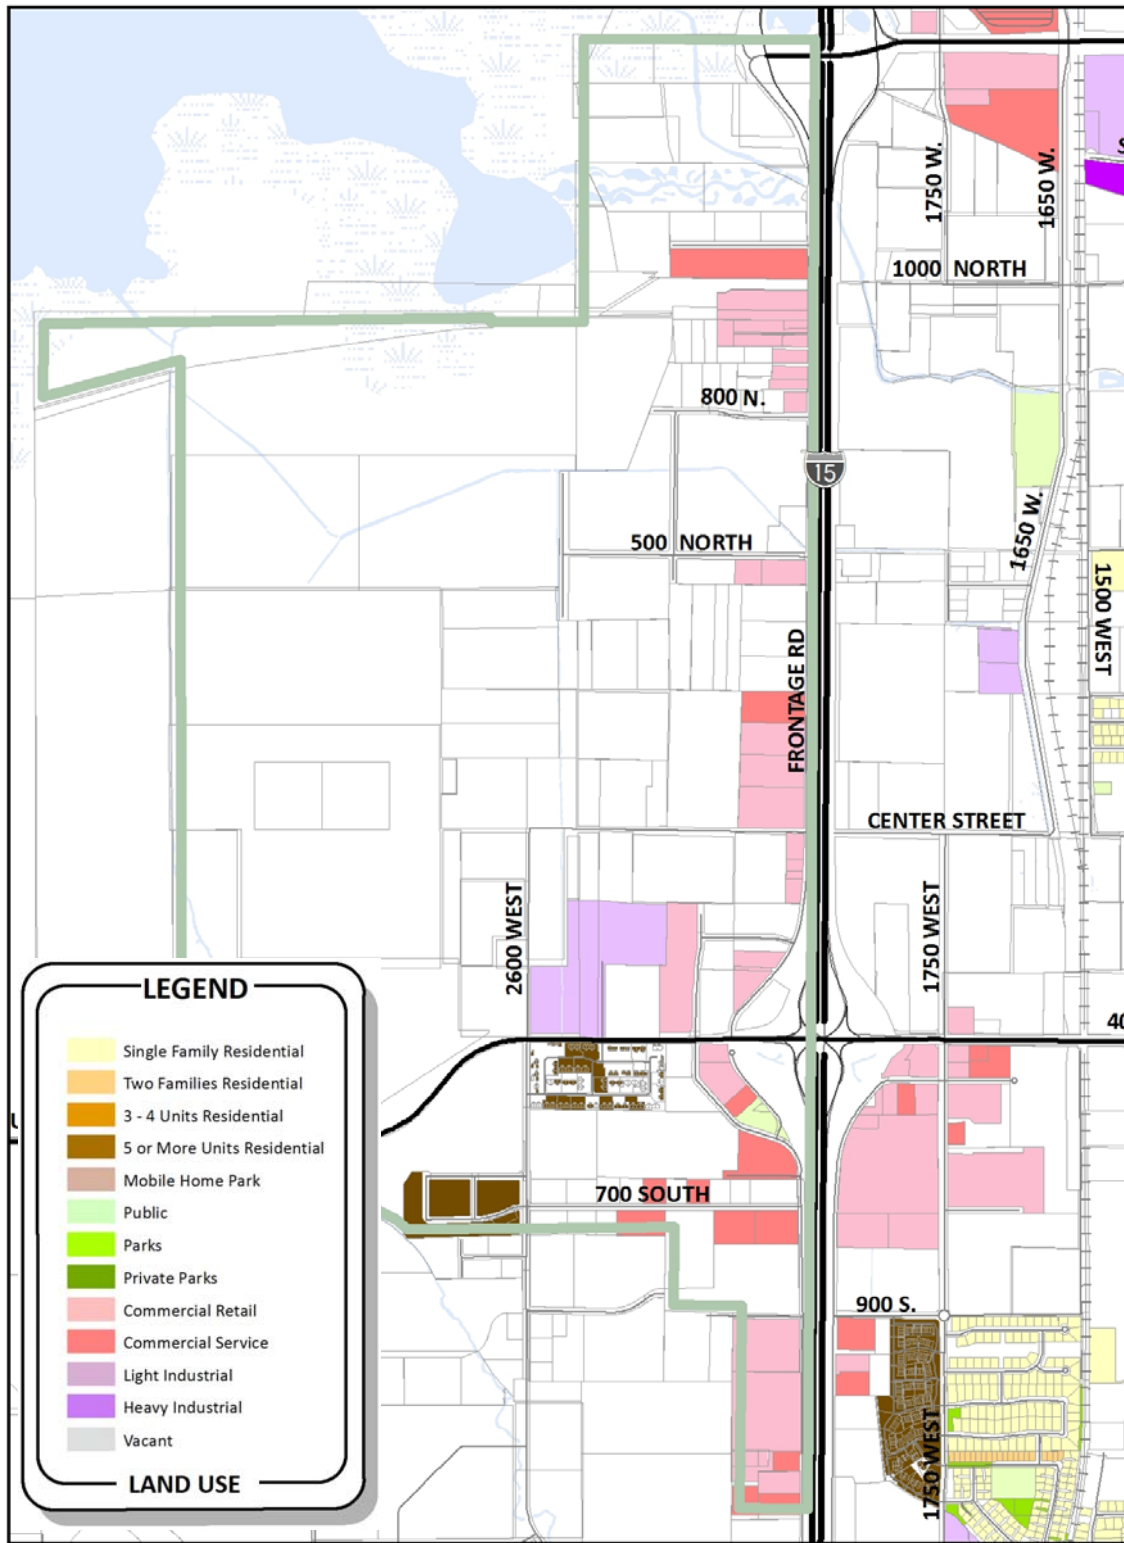 1750 W.
1650 W.
S
1000 NORTH
800 N.
15
1650 W.
500 NORTH
1500 WEST
FRONTAGE RD
CENTER STREET
2600 WEST
1750 WEST
40
700 SOUTH
900 S.
1750 WEST
LEGEND
Single Family Residential
Two Families Residential
3 - 4 Units Residential
5 or More Units Residential
Mobile Home Park
Public
Parks
Private Parks
Commercial Retail
Commercial Service
Light Industrial
Heavy Industrial
Vacant
LAND USE